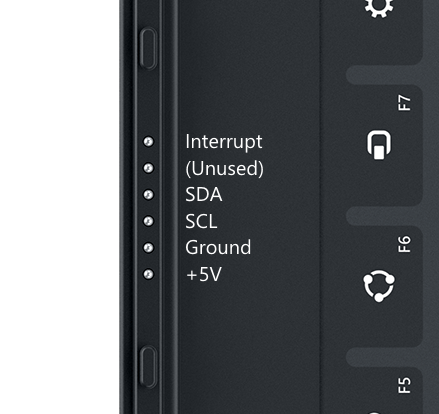 Interrupt
(Unused)
SDA
SCL
Ground
+5V
F7
F6
F5